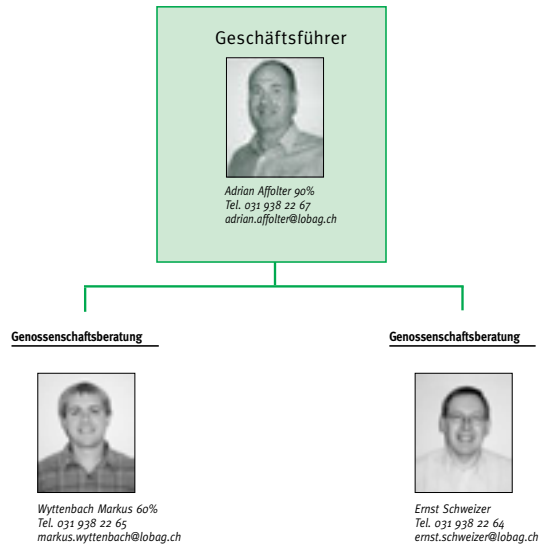 Geschäftsführer
Adrian Affolter 90%
Tel. 031 938 22 67
adrian.affolter@lobag.ch
Genossenschaftsberatung
Wyttenbach Markus 60%
Tel. 031 938 22 65
markus.wyttenbach@lobag.ch
Genossenschaftsberatung
Ernst Schweizer
Tel. 031 938 22 64
ernst.schweizer@lobag.ch